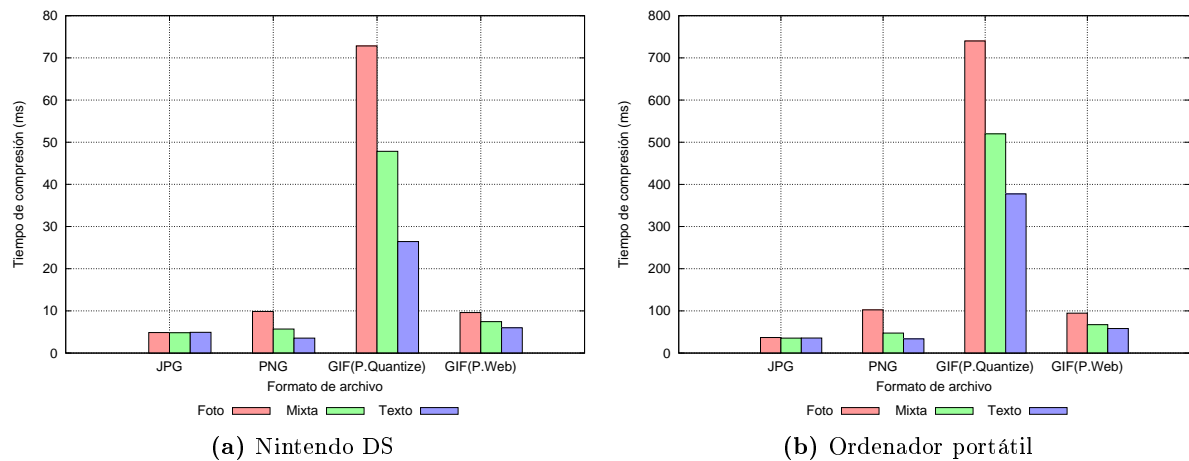 Tiempo de compresión (ms)
80
70
60
50
40
30
20
10
0
JPG PNG GIF(P.Quantize) GIF(P.Web)
Formato de archivo
Foto Mixta Texto
(a) Nintendo DS
Tiempo de compresión (ms)
800
700
600
500
400
300
200
100
0
JPG PNG GIF(P.Quantize) GIF(P.Web)
Formato de archivo
Foto Mixta Texto
(b) Ordenador portátil